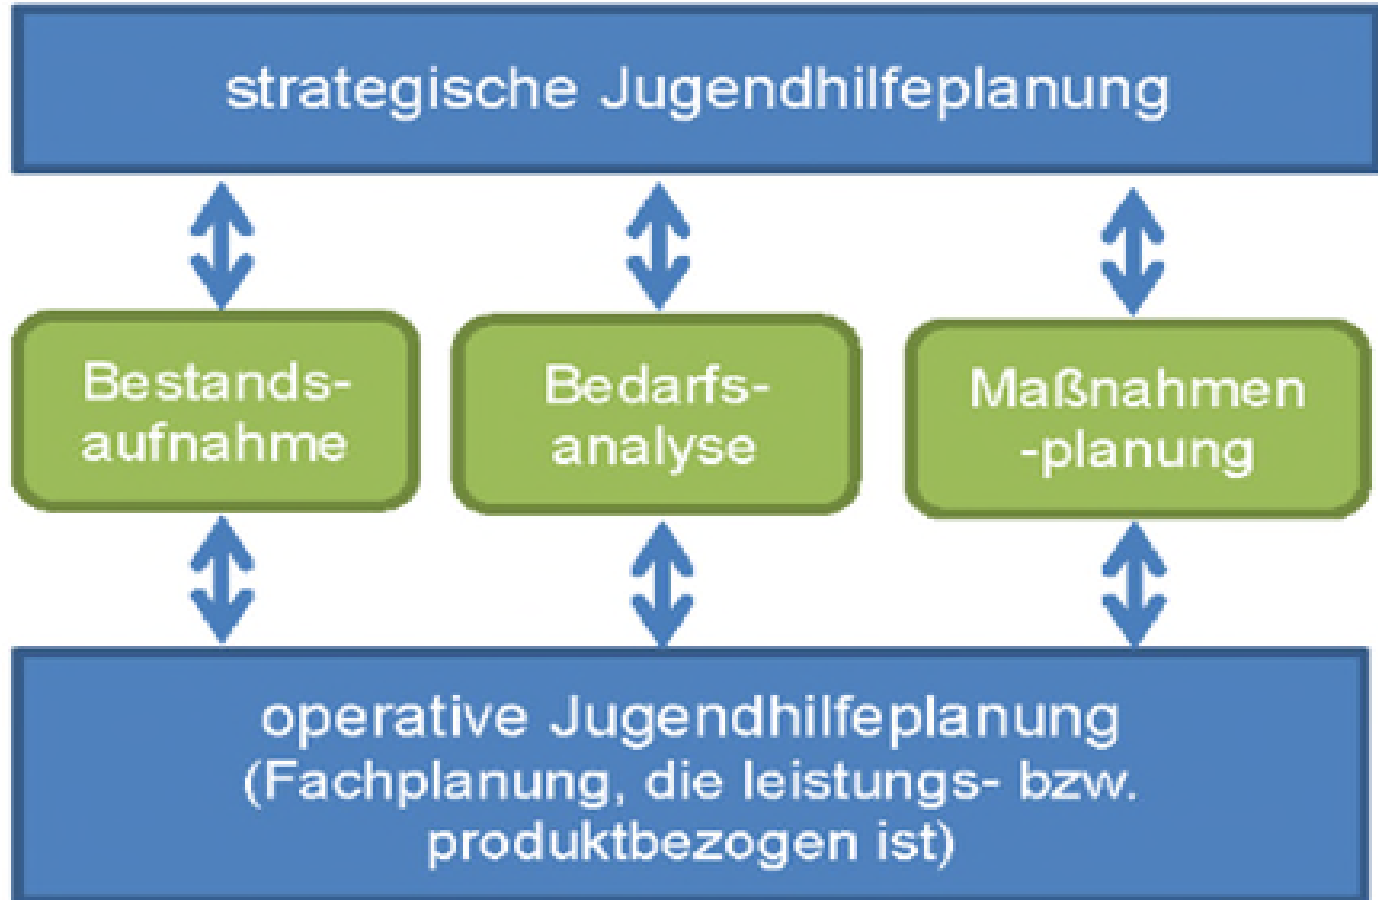 strategische Jugendhilfeplanung
Bestands-
aufnahme
Bedarfs-
analyse
Maßnahmen
-planung
operative Jugendhilfeplanung
(Fachplanung, die leistungs- bzw.
produktbezogen ist)